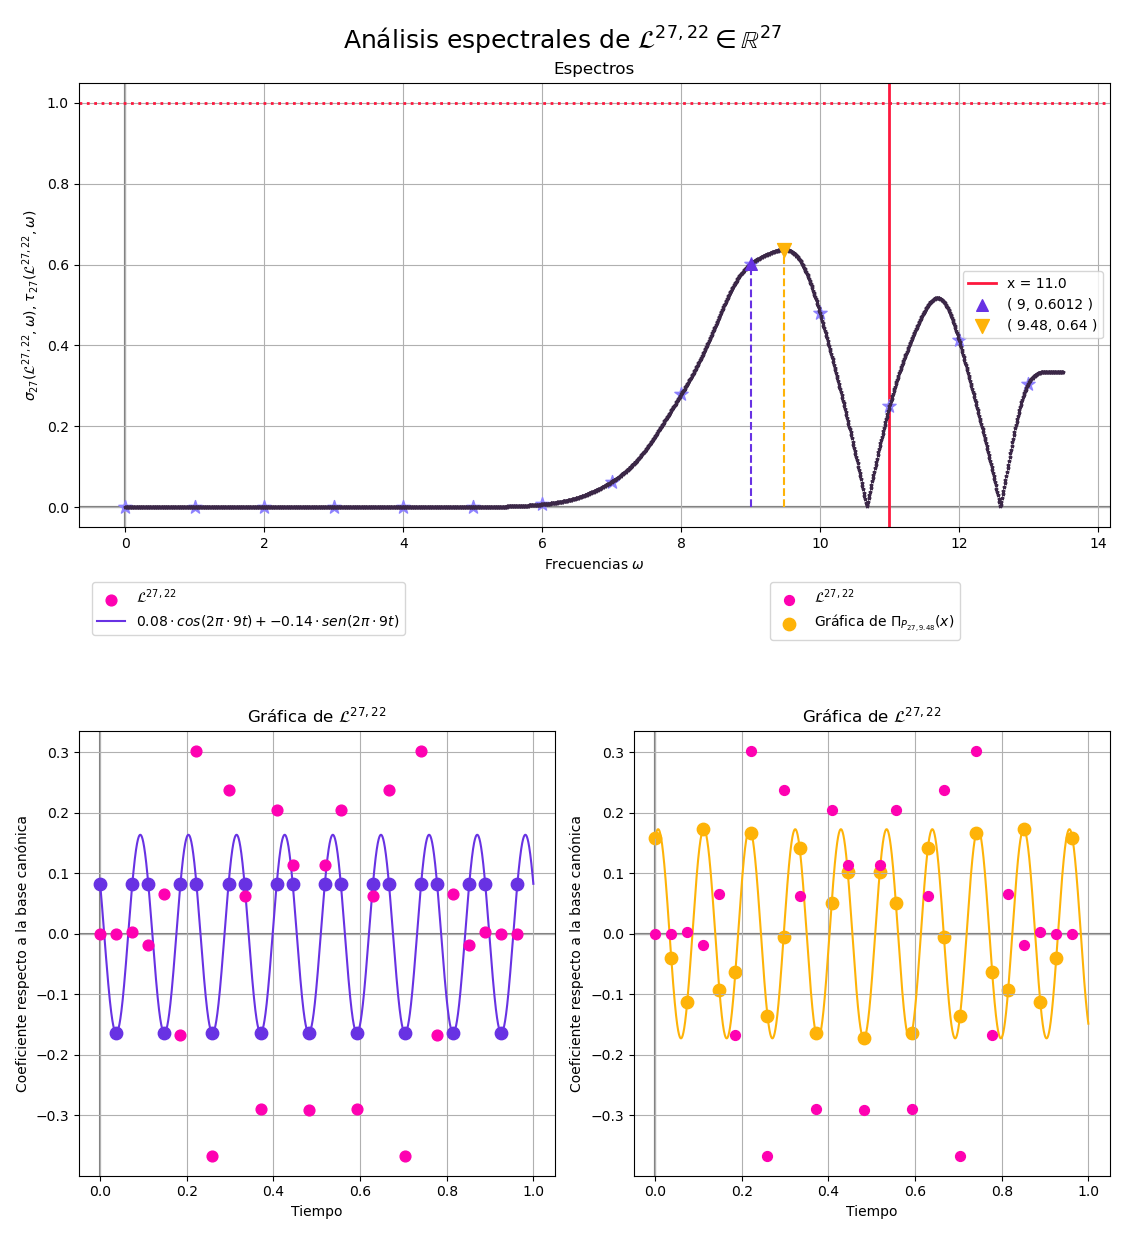 Análisis espectrales de 𝓛^{27,22} ∈ ℝ^{27}
Espectros
1.0
0.8
0.6
0.4
0.2
0.0
σ_{27}(𝓛^{27,22}, ω), τ_{27}(𝓛^{27,22}, ω)
x = 11.0
( 9, 0.6012 )
( 9.48, 0.64 )
0 2 4 6 8 10 12 14
Frecuencias ω
𝓛^{27,22}
0.08 · cos(2π · 9t) + −0.14 · sen(2π · 9t)
𝓛^{27,22}
Gráfica de Π_{P_{27,9.48}}(x)
Gráfica de 𝓛^{27,22}
0.3
0.2
0.1
0.0
−0.1
−0.2
−0.3
Coeficiente respecto a la base canónica
0.0 0.2 0.4 0.6 0.8 1.0
Tiempo
Gráfica de 𝓛^{27,22}
0.3
0.2
0.1
0.0
−0.1
−0.2
−0.3
Coeficiente respecto a la base canónica
0.0 0.2 0.4 0.6 0.8 1.0
Tiempo